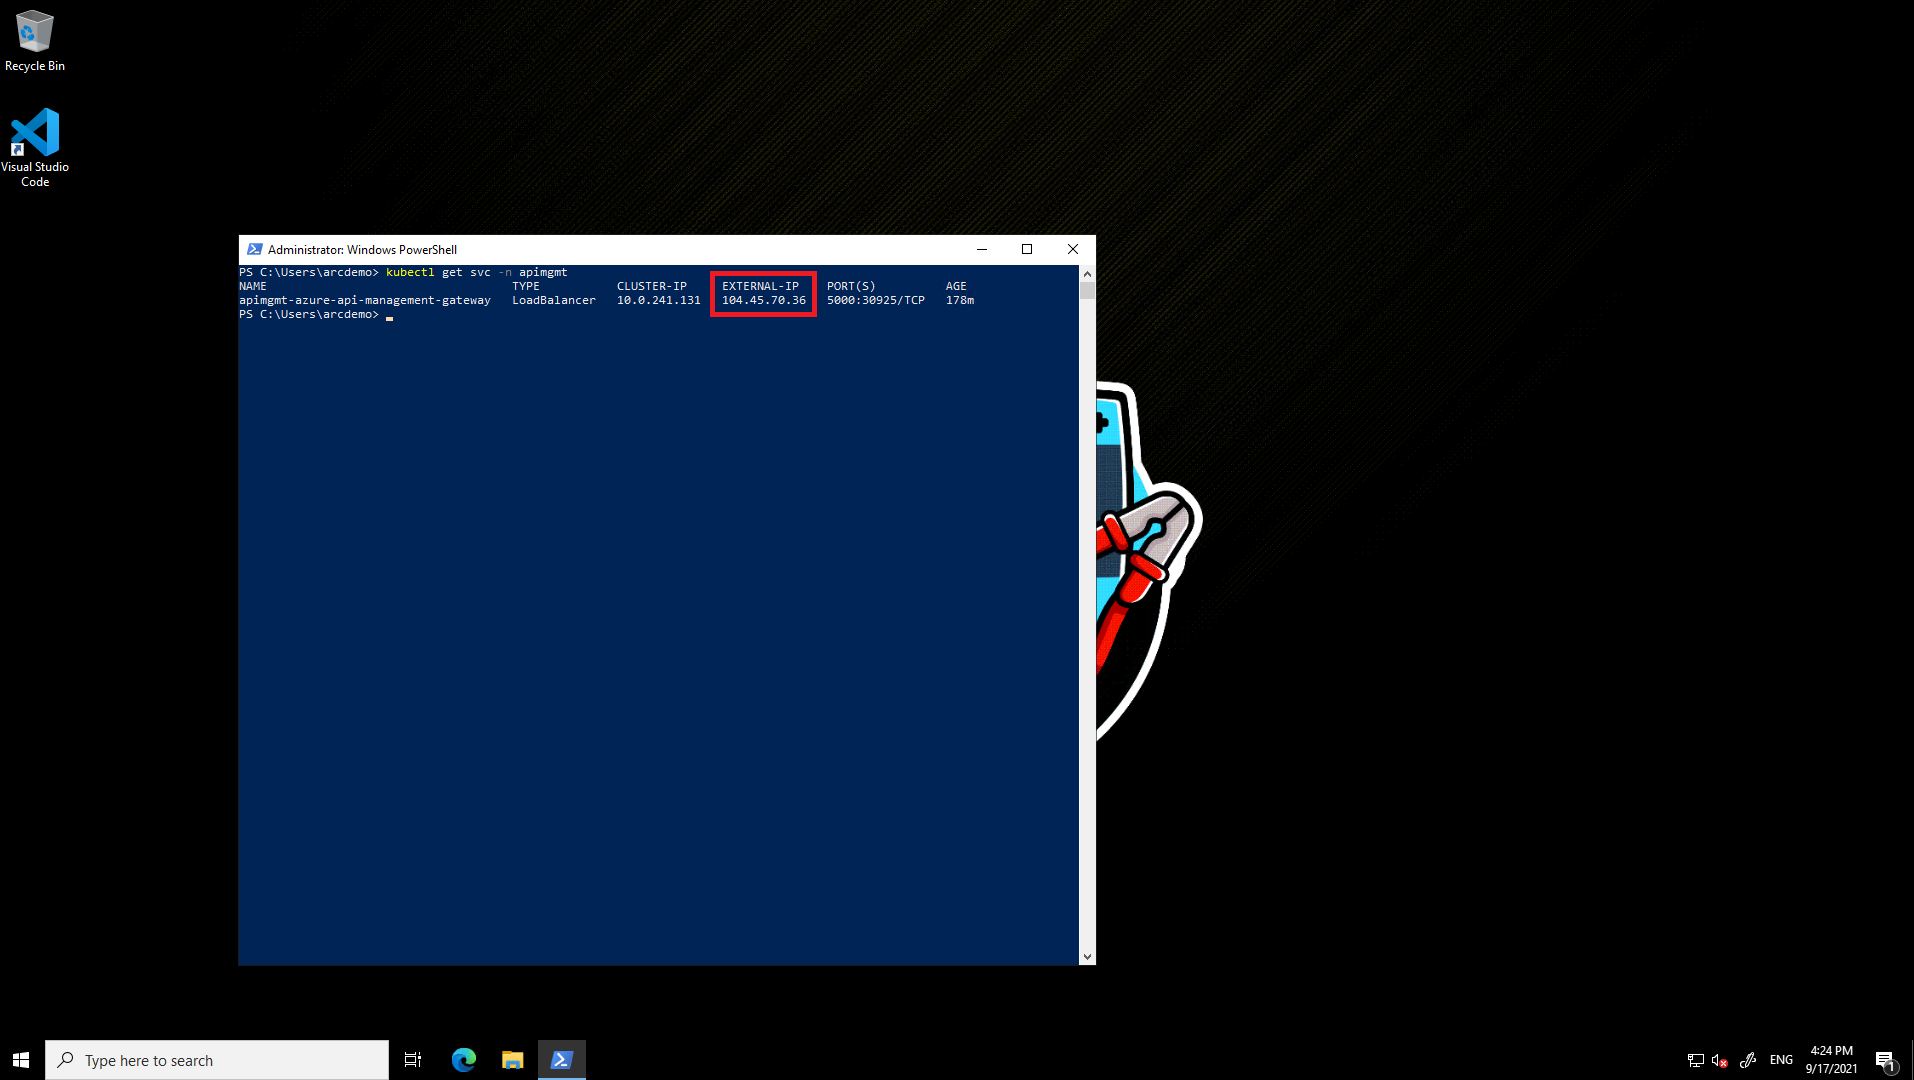 Recycle Bin
Visual Studio
Code
Administrator: Windows PowerShell
PS C:\Users\arcdemo> kubectl get svc -n apimgmt
NAME TYPE CLUSTER-IP EXTERNAL-IP PORT(S) AGE
apimgmt-azure-api-management-gateway LoadBalancer 10.0.241.131 104.45.70.36 5000:30925/TCP 178m
PS C:\Users\arcdemo>
Type here to search
ENG
4:24 PM
9/17/2021
1